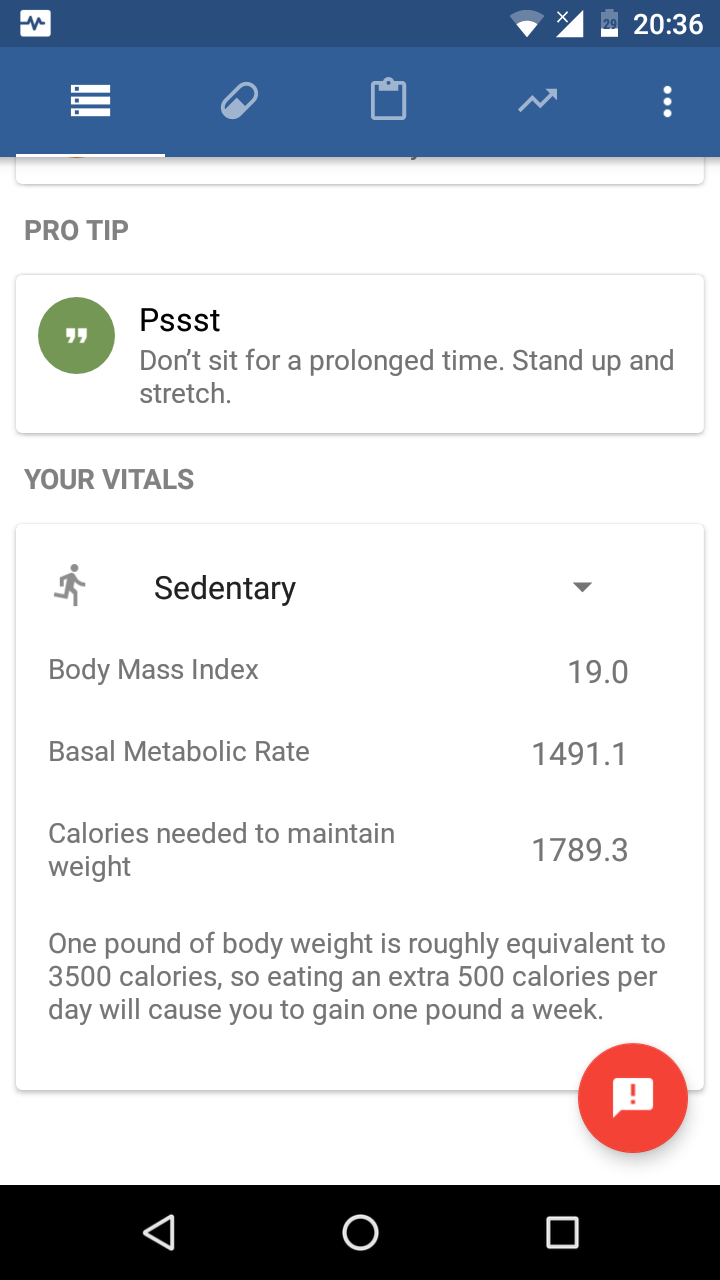 29 20:36
PRO TIP
Pssst
Don’t sit for a prolonged time. Stand up and
stretch.
YOUR VITALS
Sedentary
Body Mass Index 19.0
Basal Metabolic Rate 1491.1
Calories needed to maintain
weight 1789.3
One pound of body weight is roughly equivalent to
3500 calories, so eating an extra 500 calories per
day will cause you to gain one pound a week.